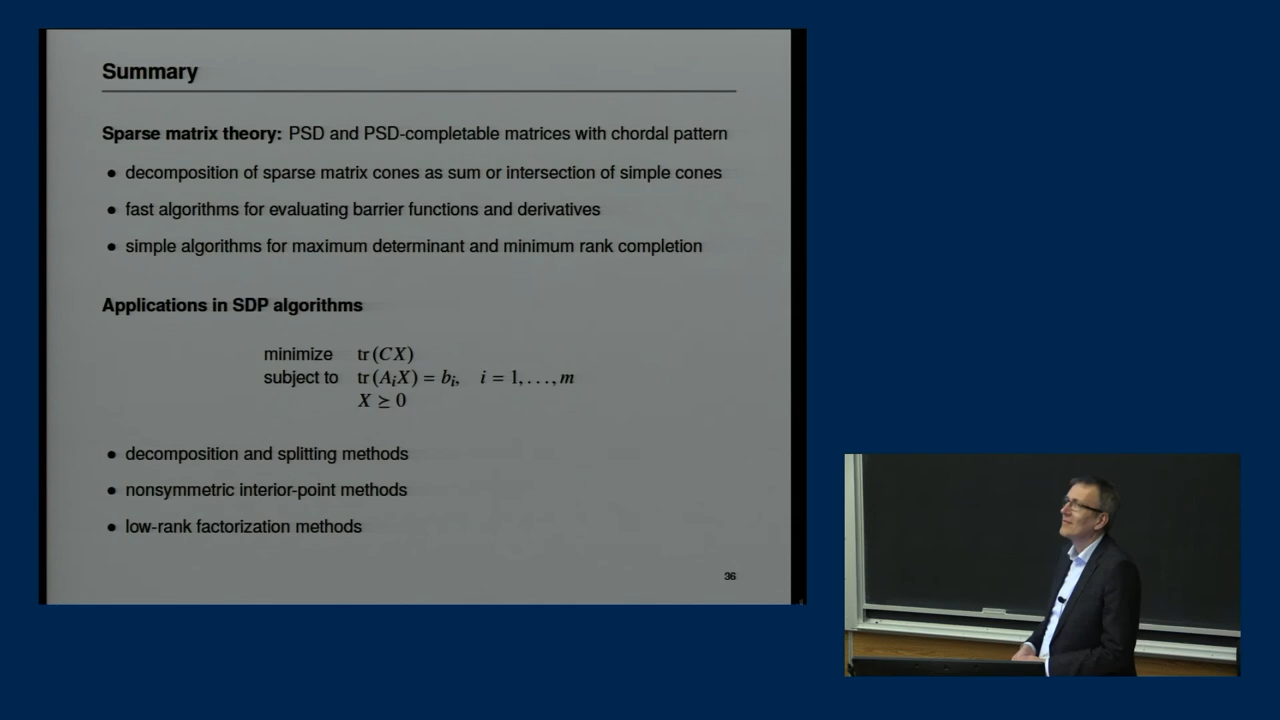 Summary
Sparse matrix theory: PSD and PSD-completable matrices with chordal pattern
• decomposition of sparse matrix cones as sum or intersection of simple cones
• fast algorithms for evaluating barrier functions and derivatives
• simple algorithms for maximum determinant and minimum rank completion
Applications in SDP algorithms
minimize tr (CX)
subject to tr (AᵢX) = bᵢ, i = 1, . . . , m
X ⪰ 0
• decomposition and splitting methods
• nonsymmetric interior-point methods
• low-rank factorization methods
36